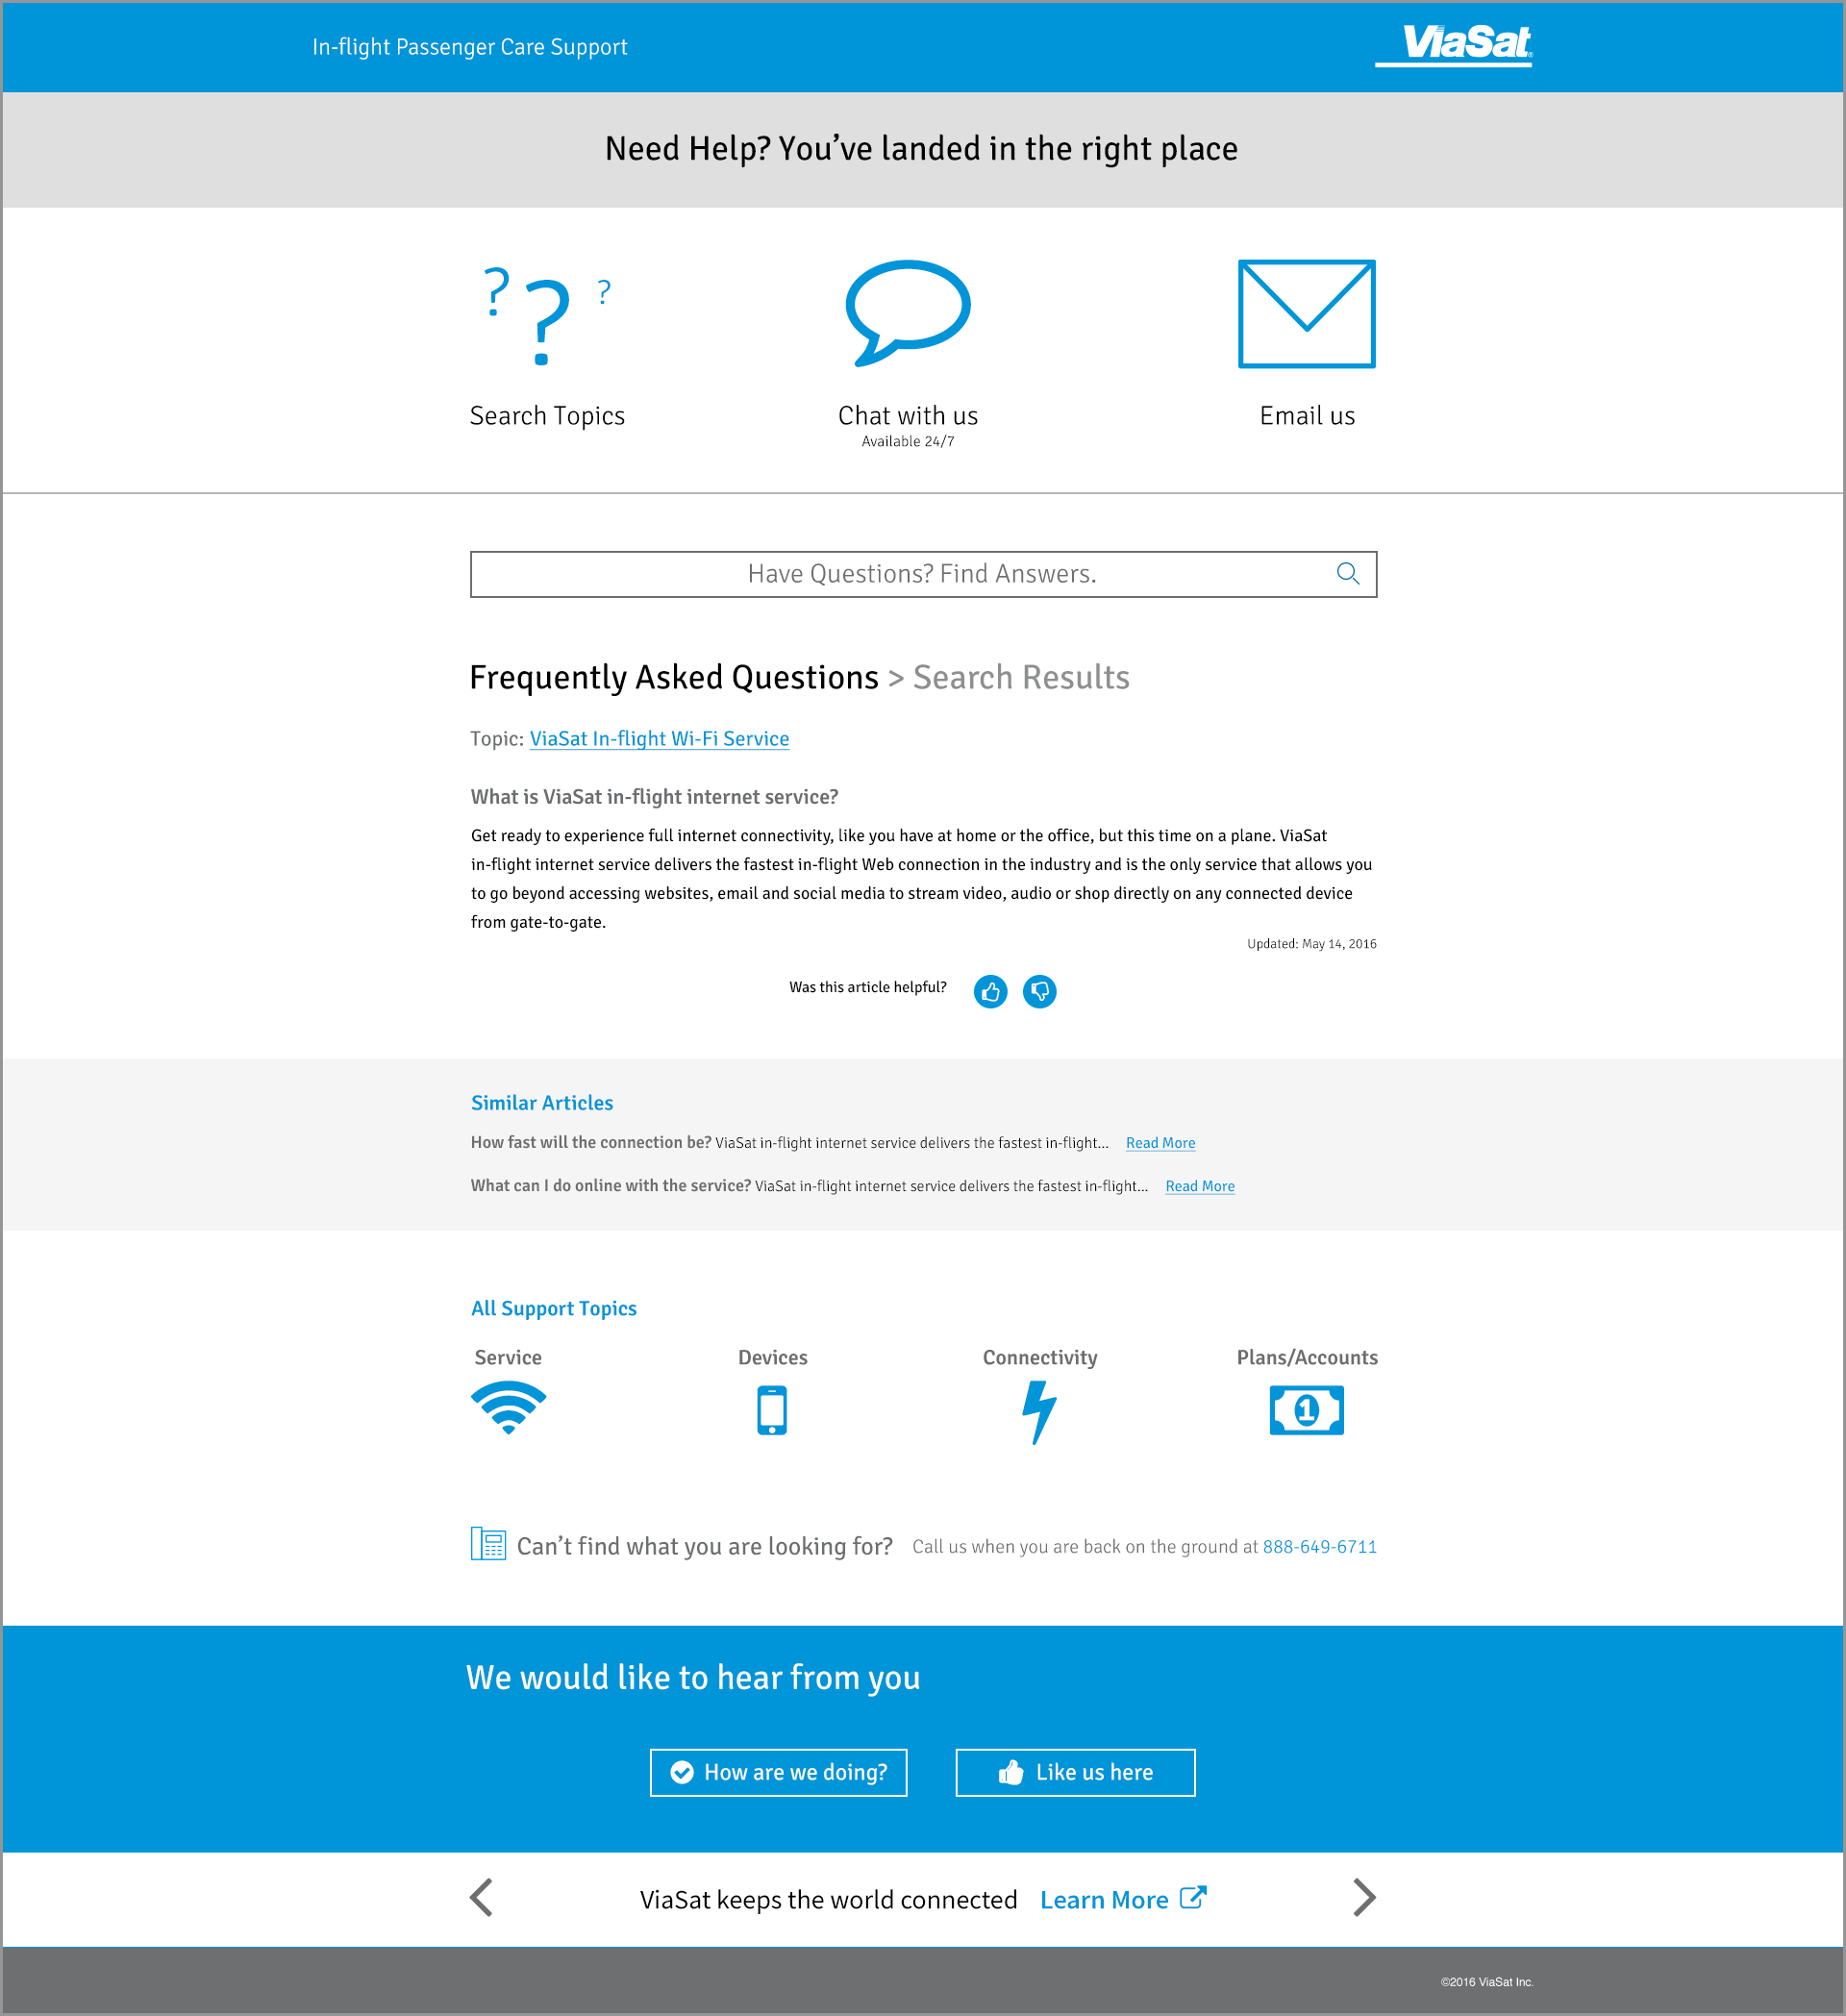 In-flight Passenger Care Support
ViaSat®
Need Help? You’ve landed in the right place
? ? ?
Search Topics
Chat with us
Available 24/7
Email us
Have Questions? Find Answers.
Frequently Asked Questions > Search Results
Topic: ViaSat In-flight Wi-Fi Service
What is ViaSat in-flight internet service?
Get ready to experience full internet connectivity, like you have at home or the office, but this time on a plane. ViaSat
in-flight internet service delivers the fastest in-flight Web connection in the industry and is the only service that allows you
to go beyond accessing websites, email and social media to stream video, audio or shop directly on any connected device
from gate-to-gate.
Updated: May 14, 2016
Was this article helpful?
Similar Articles
How fast will the connection be? ViaSat in-flight internet service delivers the fastest in-flight... Read More
What can I do online with the service? ViaSat in-flight internet service delivers the fastest in-flight... Read More
All Support Topics
Service
Devices
Connectivity
Plans/Accounts
1
Can’t find what you are looking for? Call us when you are back on the ground at 888-649-6711
We would like to hear from you
How are we doing?
Like us here
ViaSat keeps the world connected Learn More
©2016 ViaSat Inc.